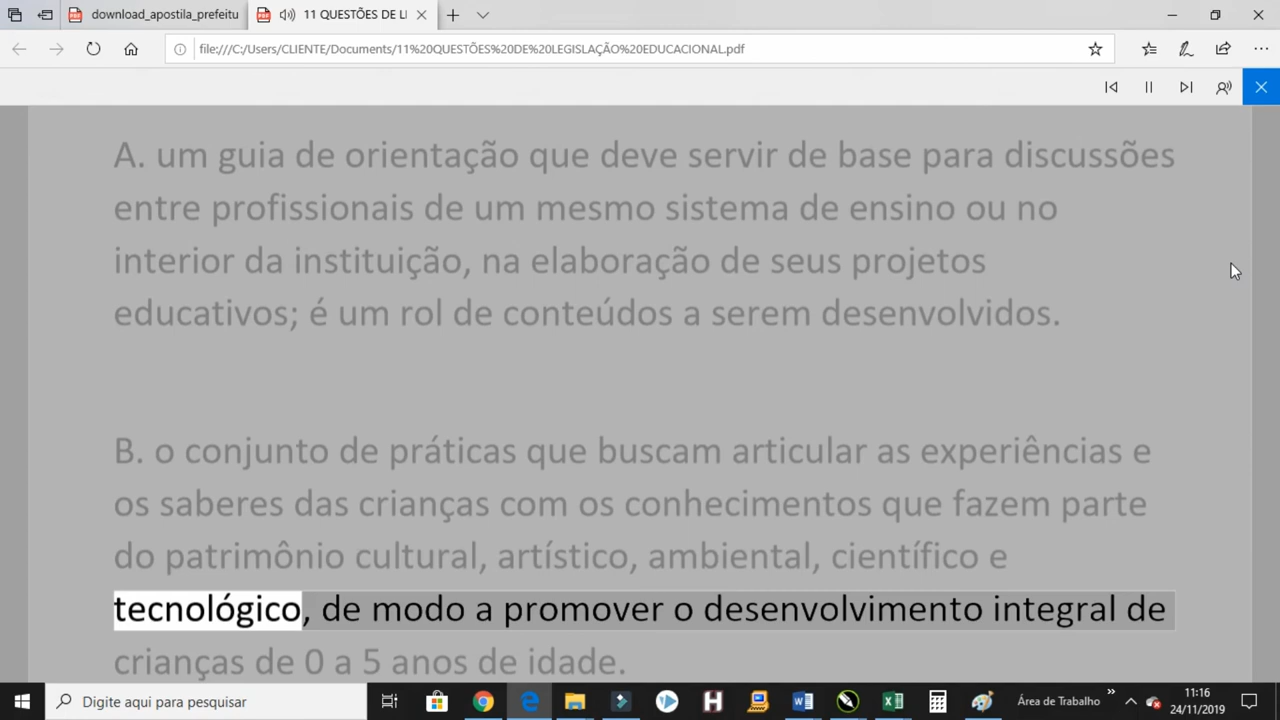 download_apostila_prefeitu
11 QUESTÕES DE LI
file:///C:/Users/CLIENTE/Documents/11%20QUESTÕES%20DE%20LEGISLAÇÃO%20EDUCACIONAL.pdf
A. um guia de orientação que deve servir de base para discussões
entre profissionais de um mesmo sistema de ensino ou no
interior da instituição, na elaboração de seus projetos
educativos; é um rol de conteúdos a serem desenvolvidos.
B. o conjunto de práticas que buscam articular as experiências e
os saberes das crianças com os conhecimentos que fazem parte
do patrimônio cultural, artístico, ambiental, científico e
tecnológico, de modo a promover o desenvolvimento integral de
crianças de 0 a 5 anos de idade.
Digite aqui para pesquisar
Área de Trabalho
11:16
24/11/2019